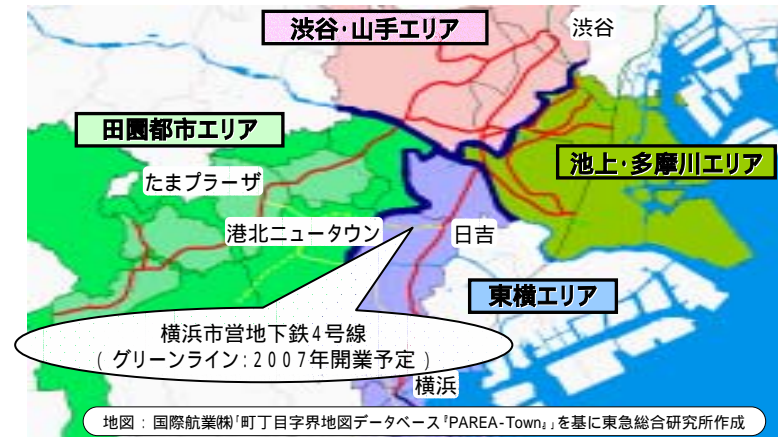 渋谷・山手エリア
渋谷
田園都市エリア
池上・多摩川エリア
たまプラーザ
港北ニュータウン
日吉
東横エリア
横浜市営地下鉄4号線
( グリーンライン:2007年開業予定 )
横浜
地図 : 国際航業㈱「町丁目字界地図データベース『PAREA-Town』」を基に東急総合研究所作成